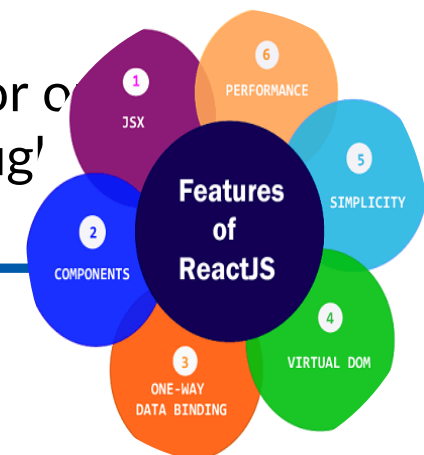 or
1
JSX
6
PERFORMANCE
5
SIMPLICITY
Features
of
ReactJS
2
COMPONENTS
4
VIRTUAL DOM
3
ONE-WAY
DATA BINDING